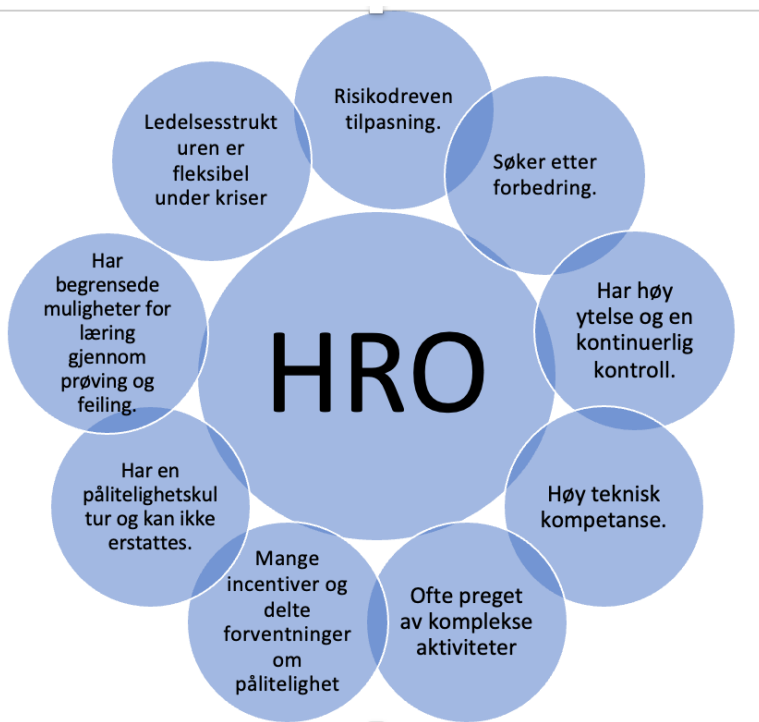 Risikodreven
tilpasning.
Søker etter
forbedring.
Har høy
ytelse og en
kontinuerlig
kontroll.
Høy teknisk
kompetanse.
Ofte preget
av komplekse
aktiviteter
Mange
incentiver og
delte
forventninger
om
pålitelighet
Har en
pålitelighetskul
tur og kan ikke
erstattes.
Har
begrensede
muligheter for
læring
gjennom
prøving og
feiling.
Ledelsesstrukt
uren er
fleksibel
under kriser
HRO